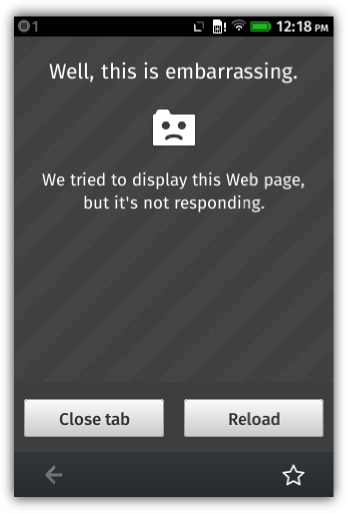 1
12:18 PM
Well, this is embarrassing.
We tried to display this Web page,
but it's not responding.
Close tab
Reload